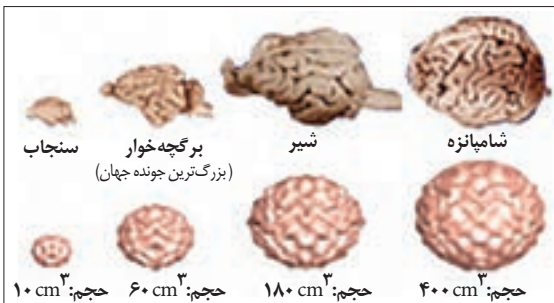 شامپانزه
شیر
برگچه‌خوار
(بزرگ‌ترین جونده جهان)
سنجاب
حجم: ۴۰۰ cm³
حجم: ۱۸۰ cm³
حجم: ۶۰ cm³
حجم: ۱۰ cm³